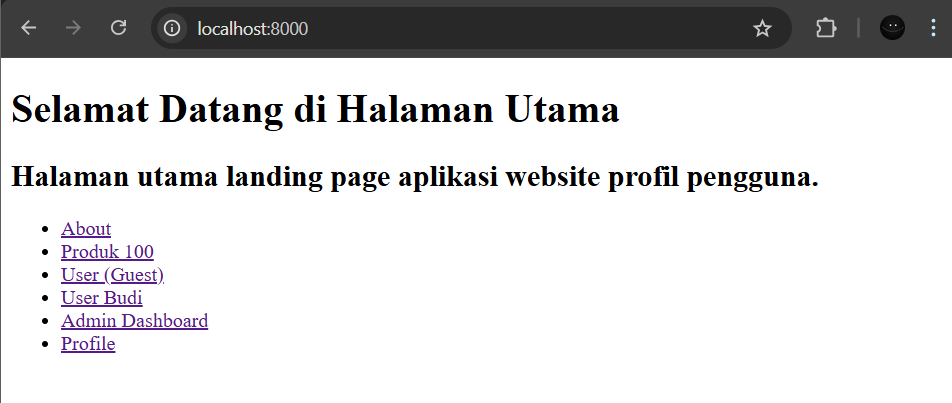 localhost:8000
Selamat Datang di Halaman Utama
Halaman utama landing page aplikasi website profil pengguna.
About
Produk 100
User (Guest)
User Budi
Admin Dashboard
Profile